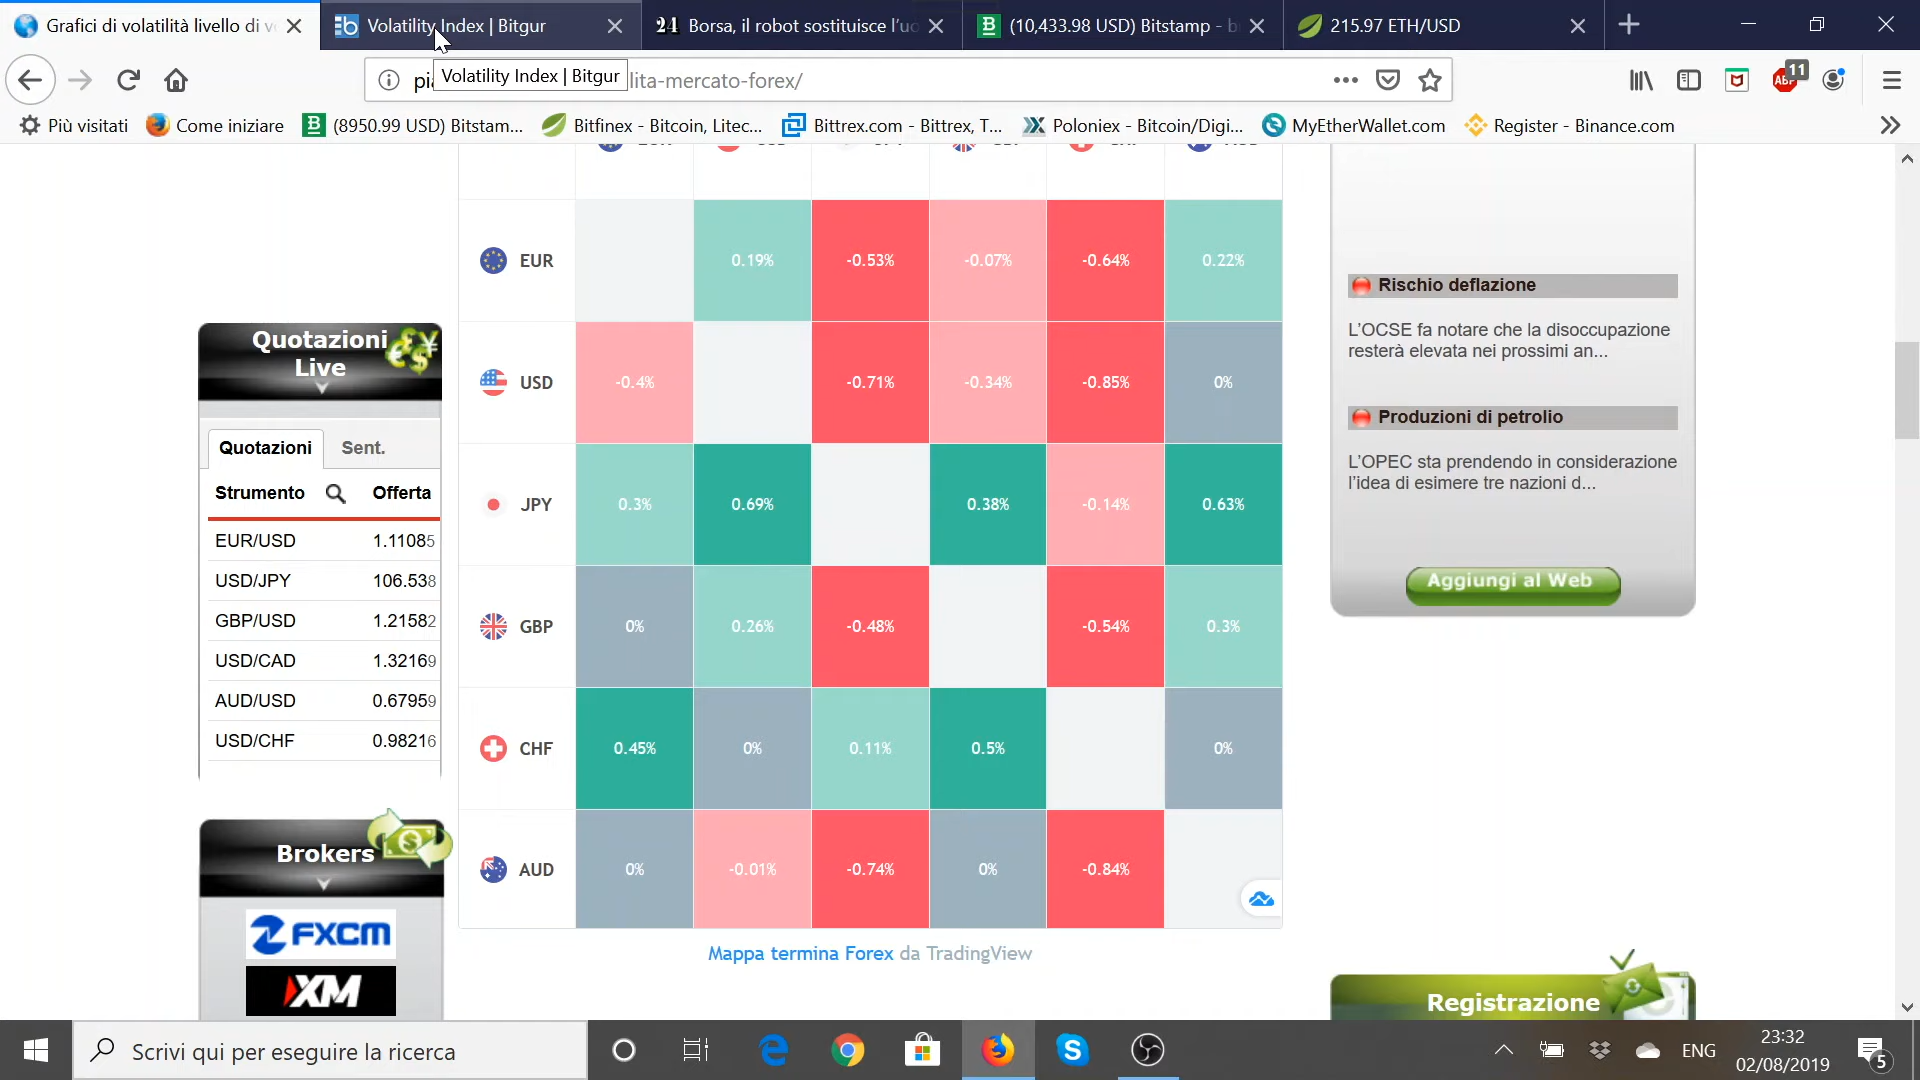 Grafici di volatilità livello di v
Volatility Index | Bitgur
24 Borsa, il robot sostituisce l'uo
(10,433.98 USD) Bitstamp - b
215.97 ETH/USD
Volatility Index | Bitgur
lita-mercato-forex/
11
Più visitati
Come iniziare
(8950.99 USD) Bitstam...
Bitfinex - Bitcoin, Litec...
Bittrex.com - Bittrex, T...
Poloniex - Bitcoin/Digi...
MyEtherWallet.com
Register - Binance.com
EUR 0.19% -0.53% -0.07% -0.64% 0.22%
USD -0.4% -0.71% -0.34% -0.85% 0%
JPY 0.3% 0.69% 0.38% -0.14% 0.63%
GBP 0% 0.26% -0.48% -0.54% 0.3%
CHF 0.45% 0% 0.11% 0.5% 0%
AUD 0% -0.01% -0.74% 0% -0.84%
Mappa termina Forex da TradingView
Quotazioni
Live
Quotazioni Sent.
Strumento Offerta
EUR/USD 1.11085
USD/JPY 106.538
GBP/USD 1.21582
USD/CAD 1.32169
AUD/USD 0.67959
USD/CHF 0.98216
Brokers
FXCM
XM
Rischio deflazione
L'OCSE fa notare che la disoccupazione
resterà elevata nei prossimi an...
Produzioni di petrolio
L'OPEC sta prendendo in considerazione
l'idea di esimere tre nazioni d...
Aggiungi al Web
Registrazione
Scrivi qui per eseguire la ricerca
ENG
23:32
02/08/2019
5